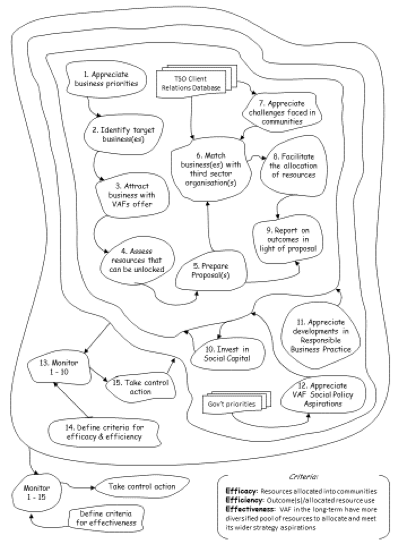 1. Appreciate
business priorities
TSO Client
Relations Database
7. Appreciate
challenges faced in
communities
2. Identify target
business(es)
6. Match
business(es) with
third sector
organisation(s)
8. Facilitate
the allocation
of resources
3. Attract
business with
VAFs offer
9. Report on
outcomes in
light of proposal
4. Assess
resources that
can be unlocked
5. Prepare
Proposal(s)
11. Appreciate
developments in
Responsible
Business Practice
10. Invest in
Social Capital
13. Monitor
1 - 10
15. Take control
action
12. Appreciate
VAF Social Policy
Aspirations
Gov't priorities
14. Define criteria for
efficacy & efficiency
Monitor
1 - 15
Take control action
Define criteria
for effectiveness
Criteria:
Efficacy: Resources allocated into communities
Efficiency: Outcome(s)/allocated resource use
Effectiveness: VAF in the long-term have more
diversified pool of resources to allocate and meet
its wider strategy aspirations